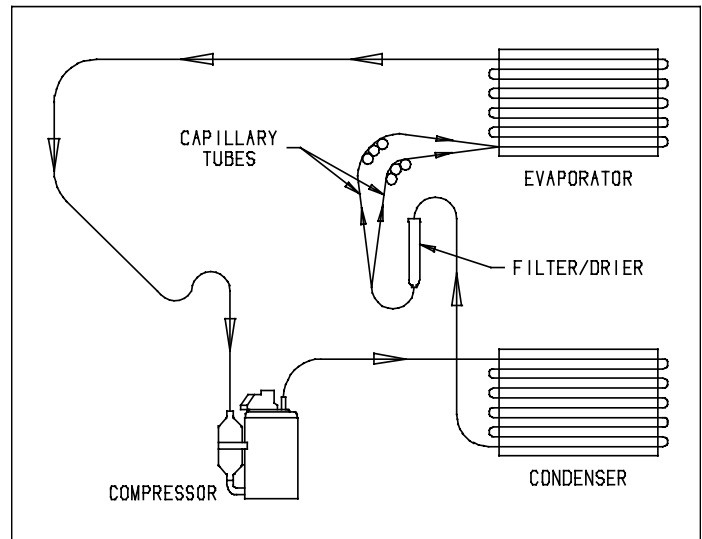 CAPILLARY
TUBES
EVAPORATOR
FILTER/DRIER
CONDENSER
COMPRESSOR